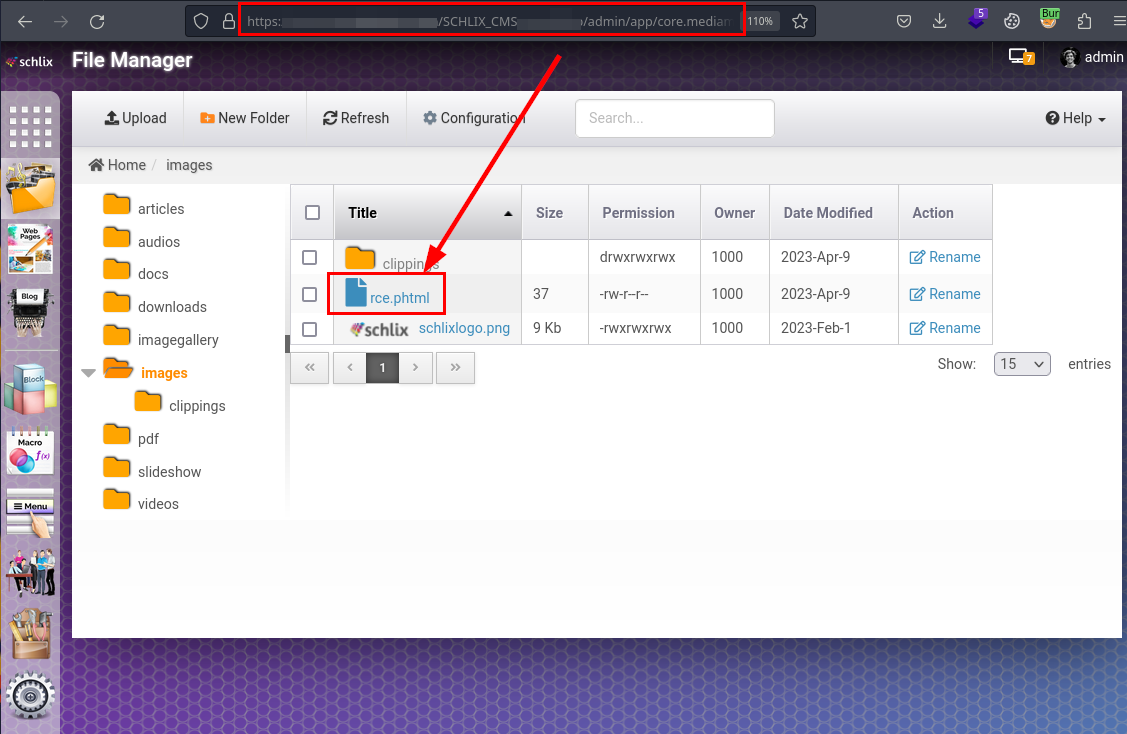 https: /SCHLIX_CMS /admin/app/core.mediam 110% 5 Bur
schlix File Manager 7 admin
Upload New Folder Refresh Configuration Search... Help
Home / images
articles
audios
docs
downloads
imagegallery
images
clippings
pdf
slideshow
videos
Title Size Permission Owner Date Modified Action
clippings drwxrwxrwx 1000 2023-Apr-9 Rename
rce.phtml 37 -rw-r--r-- 1000 2023-Apr-9 Rename
schlix schlixlogo.png 9 Kb -rwxrwxrwx 1000 2023-Feb-1 Rename
« ‹ 1 › » Show: 15 entries
Web Pages
Blog
Block
Macro
f(x)
Menu